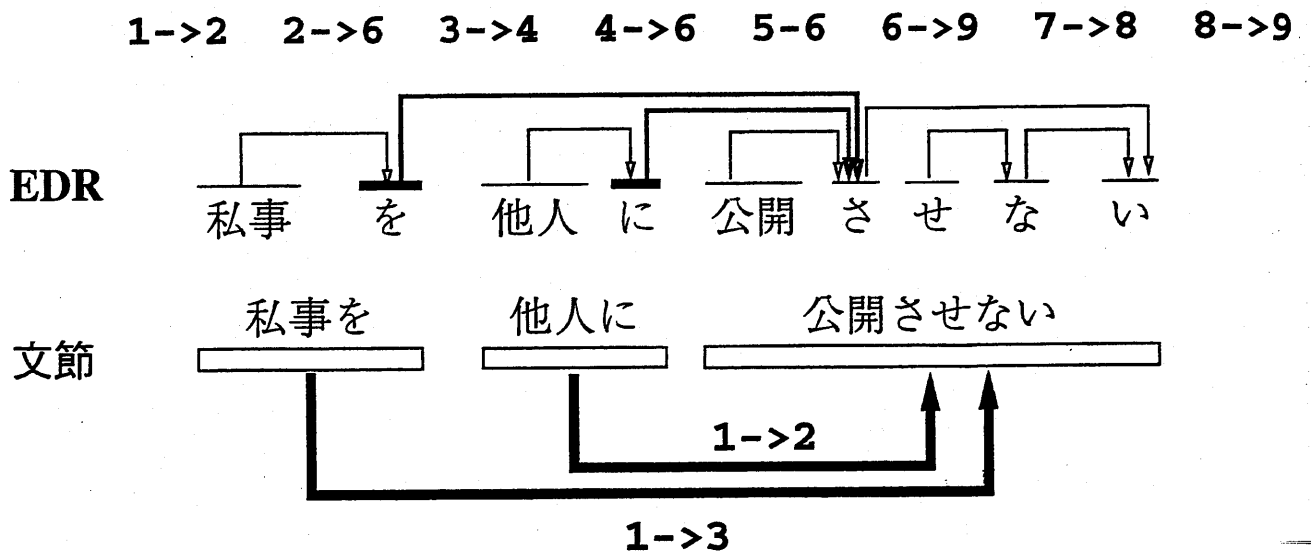 1->2 2->6 3->4 4->6 5-6 6->9 7->8 8->9
EDR
私事 を 他人 に 公開 さ せ な い
私事を 他人に 公開させない
文節
1->2
1->3